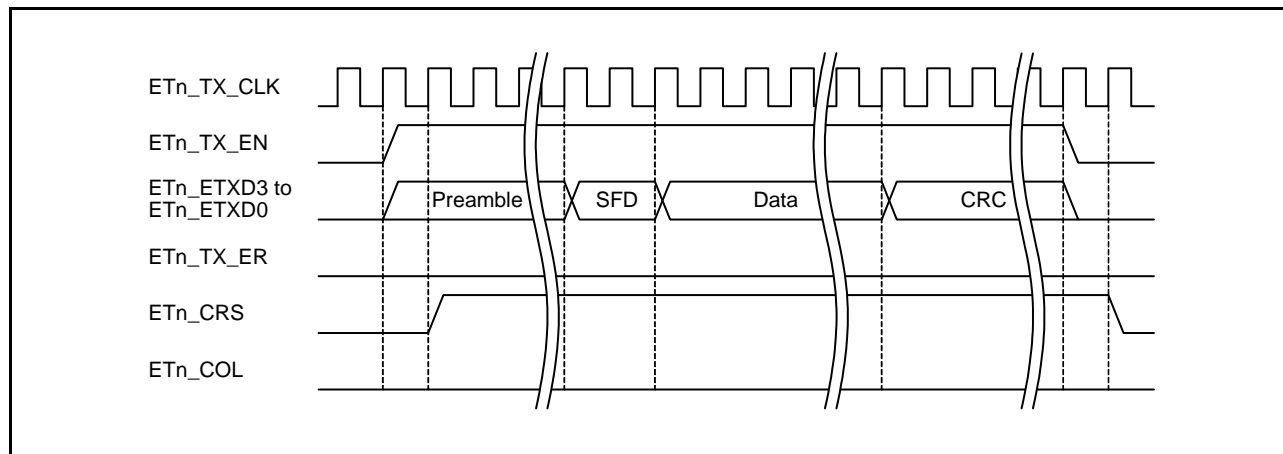 ETn_TX_CLK
ETn_TX_EN
ETn_ETXD3 to
ETn_ETXD0
Preamble SFD Data CRC
ETn_TX_ER
ETn_CRS
ETn_COL